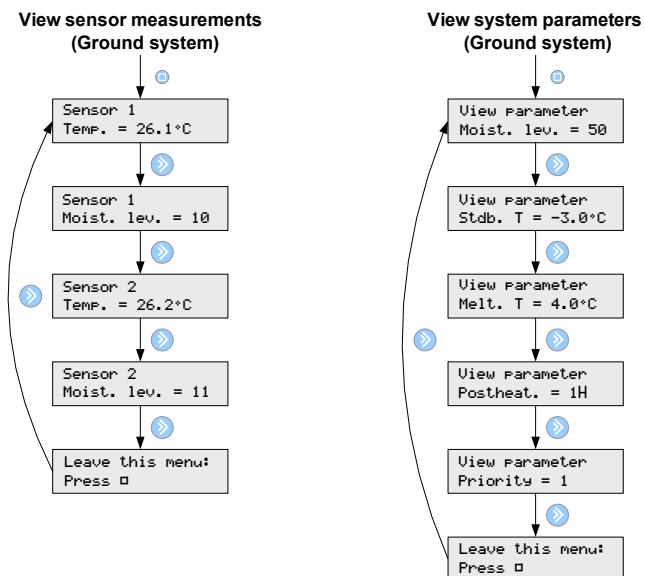 View sensor measurements
(Ground system)
Sensor 1
Temp. = 26.1°C
Sensor 1
Moist. lev. = 10
Sensor 2
Temp. = 26.2°C
Sensor 2
Moist. lev. = 11
Leave this menu:
Press □
View system parameters
(Ground system)
View parameter
Moist. lev. = 50
View parameter
Stdb. T = -3.0°C
View parameter
Melt. T = 4.0°C
View parameter
Postheat. = 1H
View parameter
Priority = 1
Leave this menu:
Press □